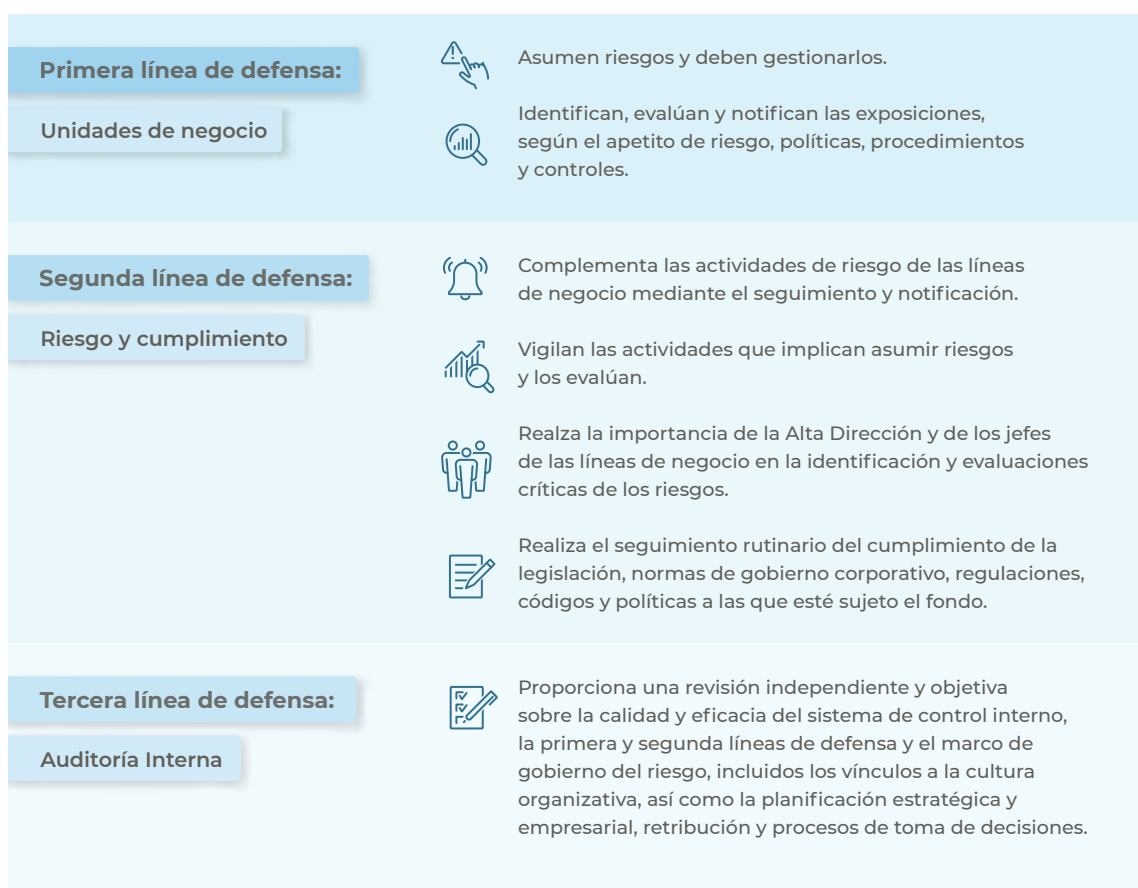 Primera línea de defensa:
Unidades de negocio
Asumen riesgos y deben gestionarlos.
Identifican, evalúan y notifican las exposiciones,
según el apetito de riesgo, políticas, procedimientos
y controles.
Segunda línea de defensa:
Riesgo y cumplimiento
Complementa las actividades de riesgo de las líneas
de negocio mediante el seguimiento y notificación.
Vigilan las actividades que implican asumir riesgos
y los evalúan.
Realza la importancia de la Alta Dirección y de los jefes
de las líneas de negocio en la identificación y evaluaciones
críticas de los riesgos.
Realiza el seguimiento rutinario del cumplimiento de la
legislación, normas de gobierno corporativo, regulaciones,
códigos y políticas a las que esté sujeto el fondo.
Tercera línea de defensa:
Auditoría Interna
Proporciona una revisión independiente y objetiva
sobre la calidad y eficacia del sistema de control interno,
la primera y segunda líneas de defensa y el marco de
gobierno del riesgo, incluidos los vínculos a la cultura
organizativa, así como la planificación estratégica y
empresarial, retribución y procesos de toma de decisiones.